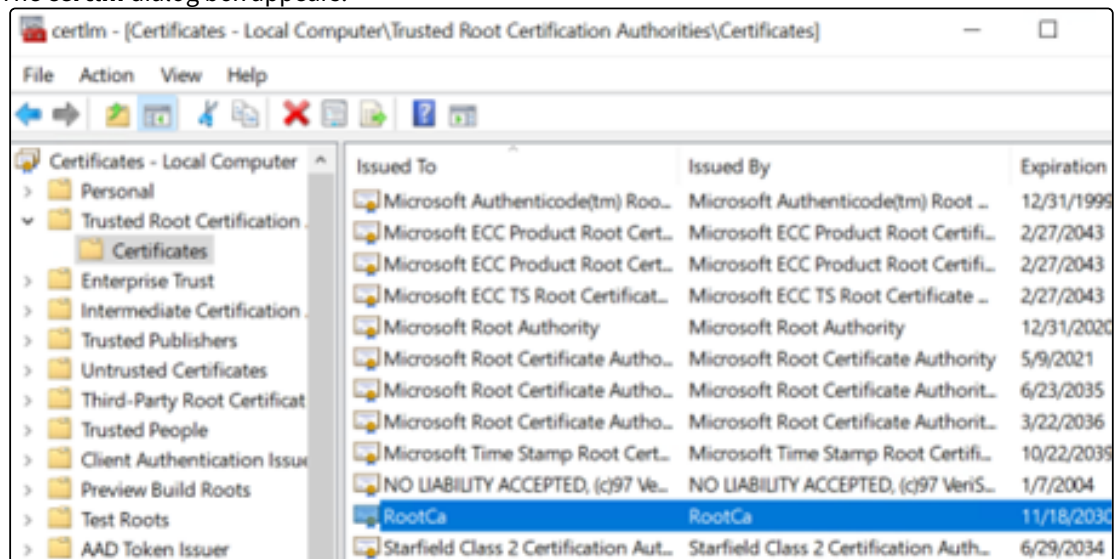 The certlm dialog box appears.
certlm - [Certificates - Local Computer\Trusted Root Certification Authorities\Certificates]
File Action View Help
Certificates - Local Computer
Personal
Trusted Root Certification
Certificates
Enterprise Trust
Intermediate Certification
Trusted Publishers
Untrusted Certificates
Third-Party Root Certificat
Trusted People
Client Authentication Issue
Preview Build Roots
Test Roots
AAD Token Issuer
Issued To Issued By Expiration
Microsoft Authenticode(tm) Roo... Microsoft Authenticode(tm) Root ... 12/31/1999
Microsoft ECC Product Root Cert... Microsoft ECC Product Root Certifi... 2/27/2043
Microsoft ECC Product Root Cert... Microsoft ECC Product Root Certifi... 2/27/2043
Microsoft ECC TS Root Certificat... Microsoft ECC TS Root Certificate ... 2/27/2043
Microsoft Root Authority Microsoft Root Authority 12/31/2020
Microsoft Root Certificate Autho... Microsoft Root Certificate Authority 5/9/2021
Microsoft Root Certificate Autho... Microsoft Root Certificate Authorit... 6/23/2035
Microsoft Root Certificate Autho... Microsoft Root Certificate Authorit... 3/22/2036
Microsoft Time Stamp Root Cert... Microsoft Time Stamp Root Certifi... 10/22/2039
NO LIABILITY ACCEPTED, (c)97 Ve... NO LIABILITY ACCEPTED, (c)97 VeriS... 1/7/2004
RootCa RootCa 11/18/2030
Starfield Class 2 Certification Aut... Starfield Class 2 Certification Auth... 6/29/2034